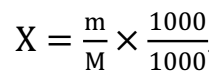 X = m/M × 1000/1000